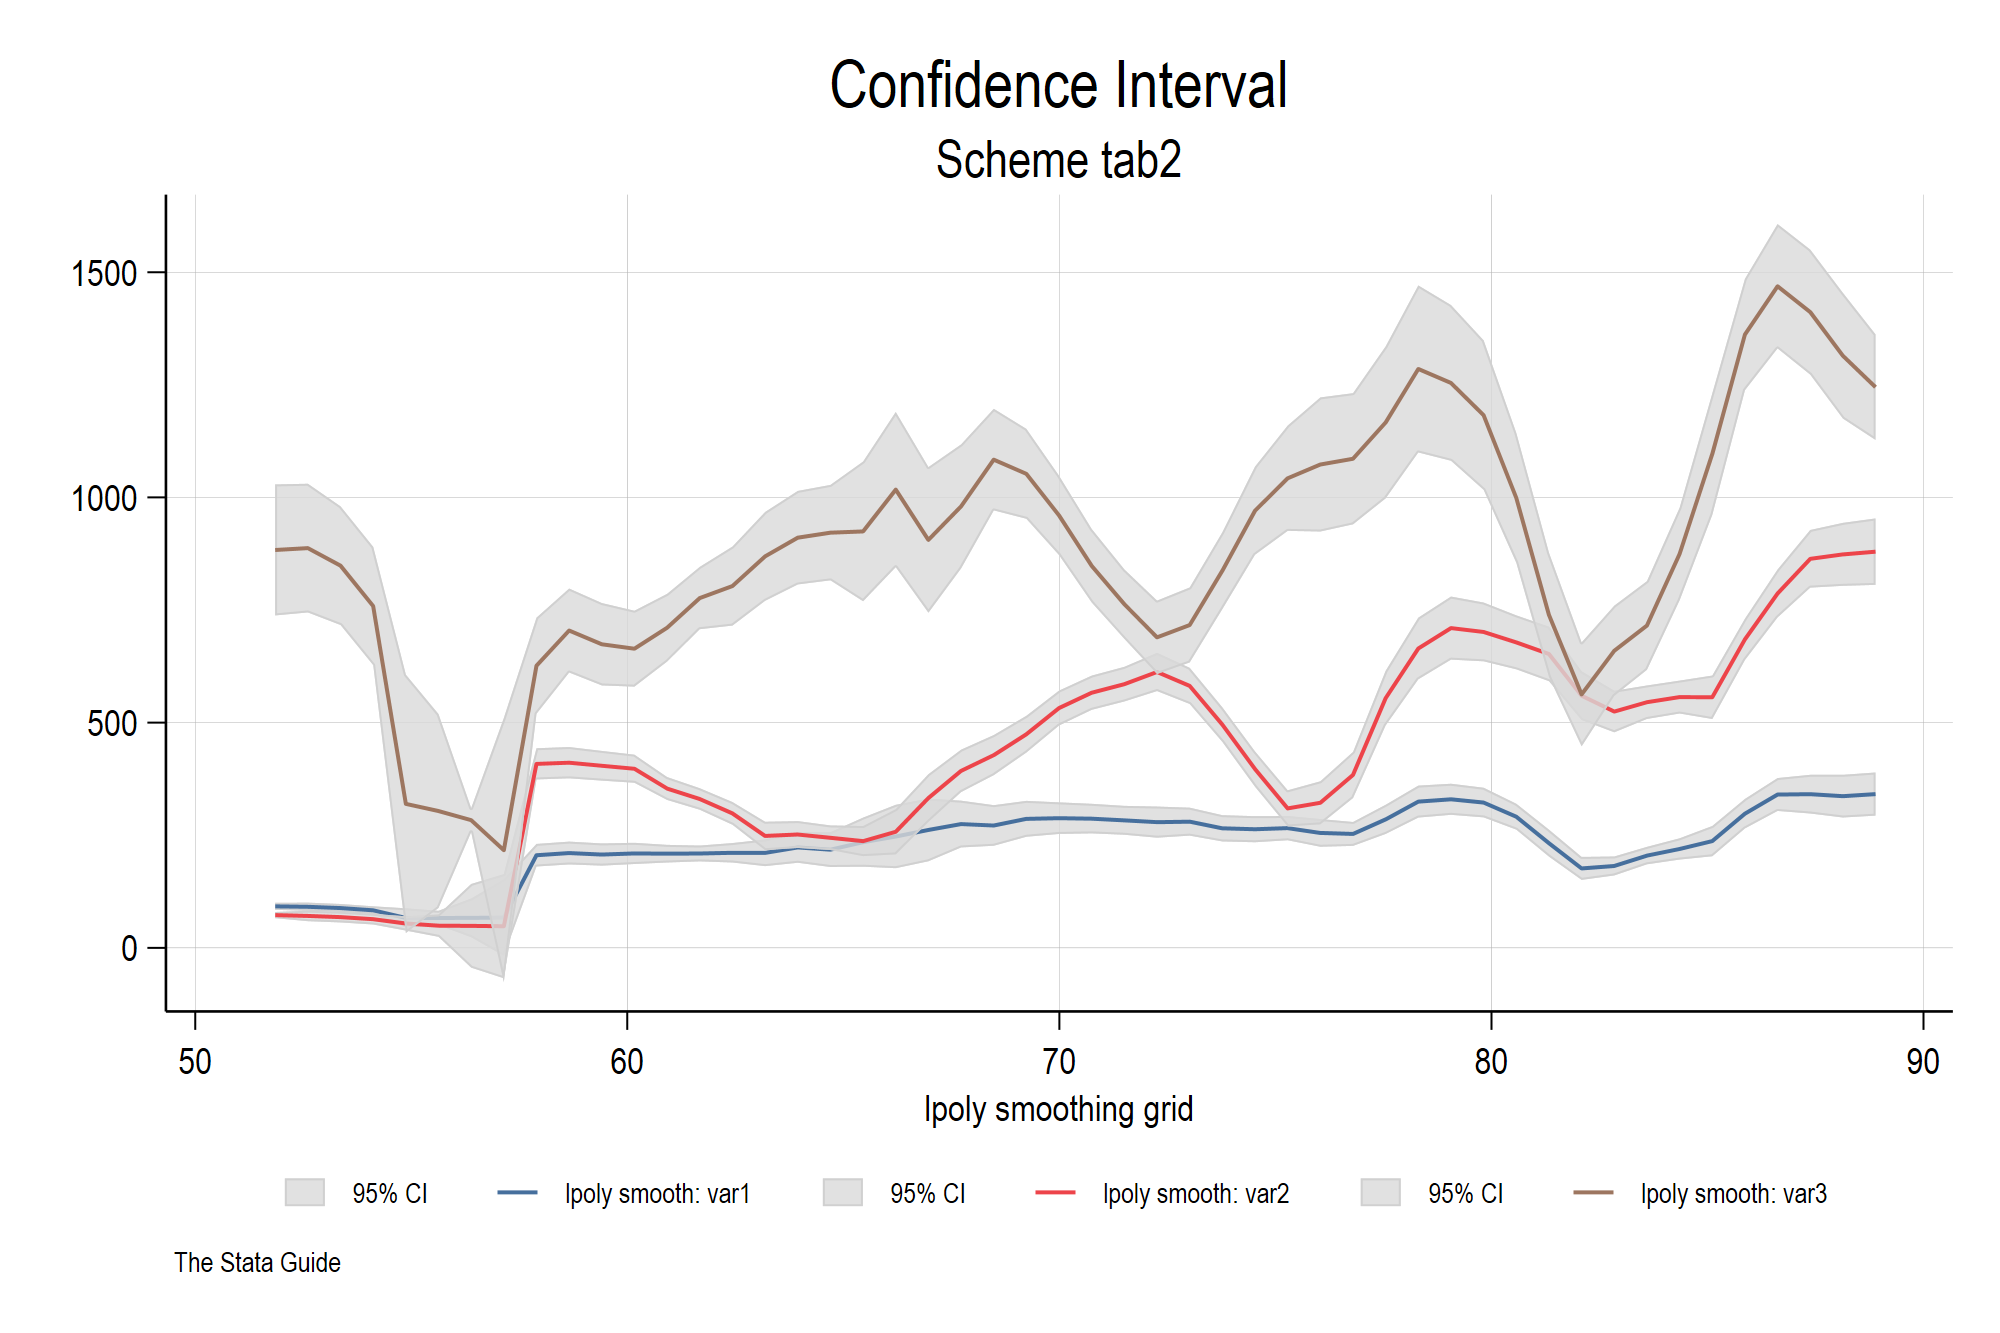 Confidence Interval
Scheme tab2
1500
1000
500
0
50 60 70 80 90
lpoly smoothing grid
95% CI lpoly smooth: var1 95% CI lpoly smooth: var2 95% CI lpoly smooth: var3
The Stata Guide